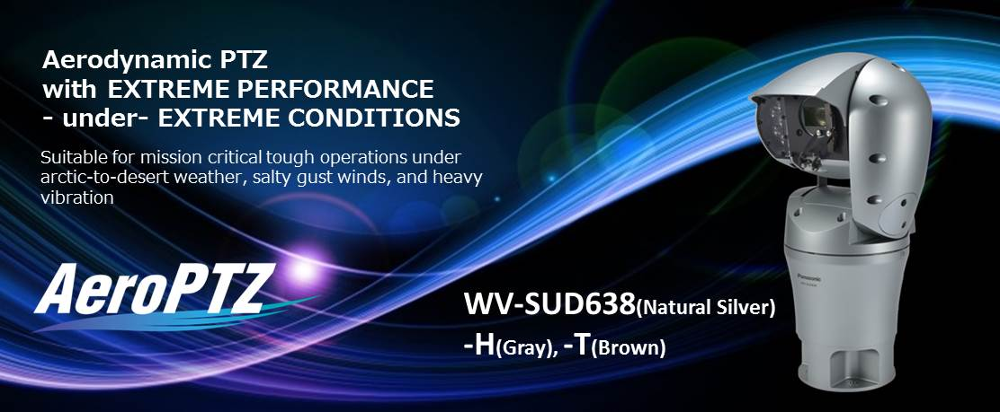 Aerodynamic PTZ
with EXTREME PERFORMANCE
- under- EXTREME CONDITIONS
Suitable for mission critical tough operations under
arctic-to-desert weather, salty gust winds, and heavy
vibration
AeroPTZ
WV-SUD638(Natural Silver)
-H(Gray), -T(Brown)
Panasonic